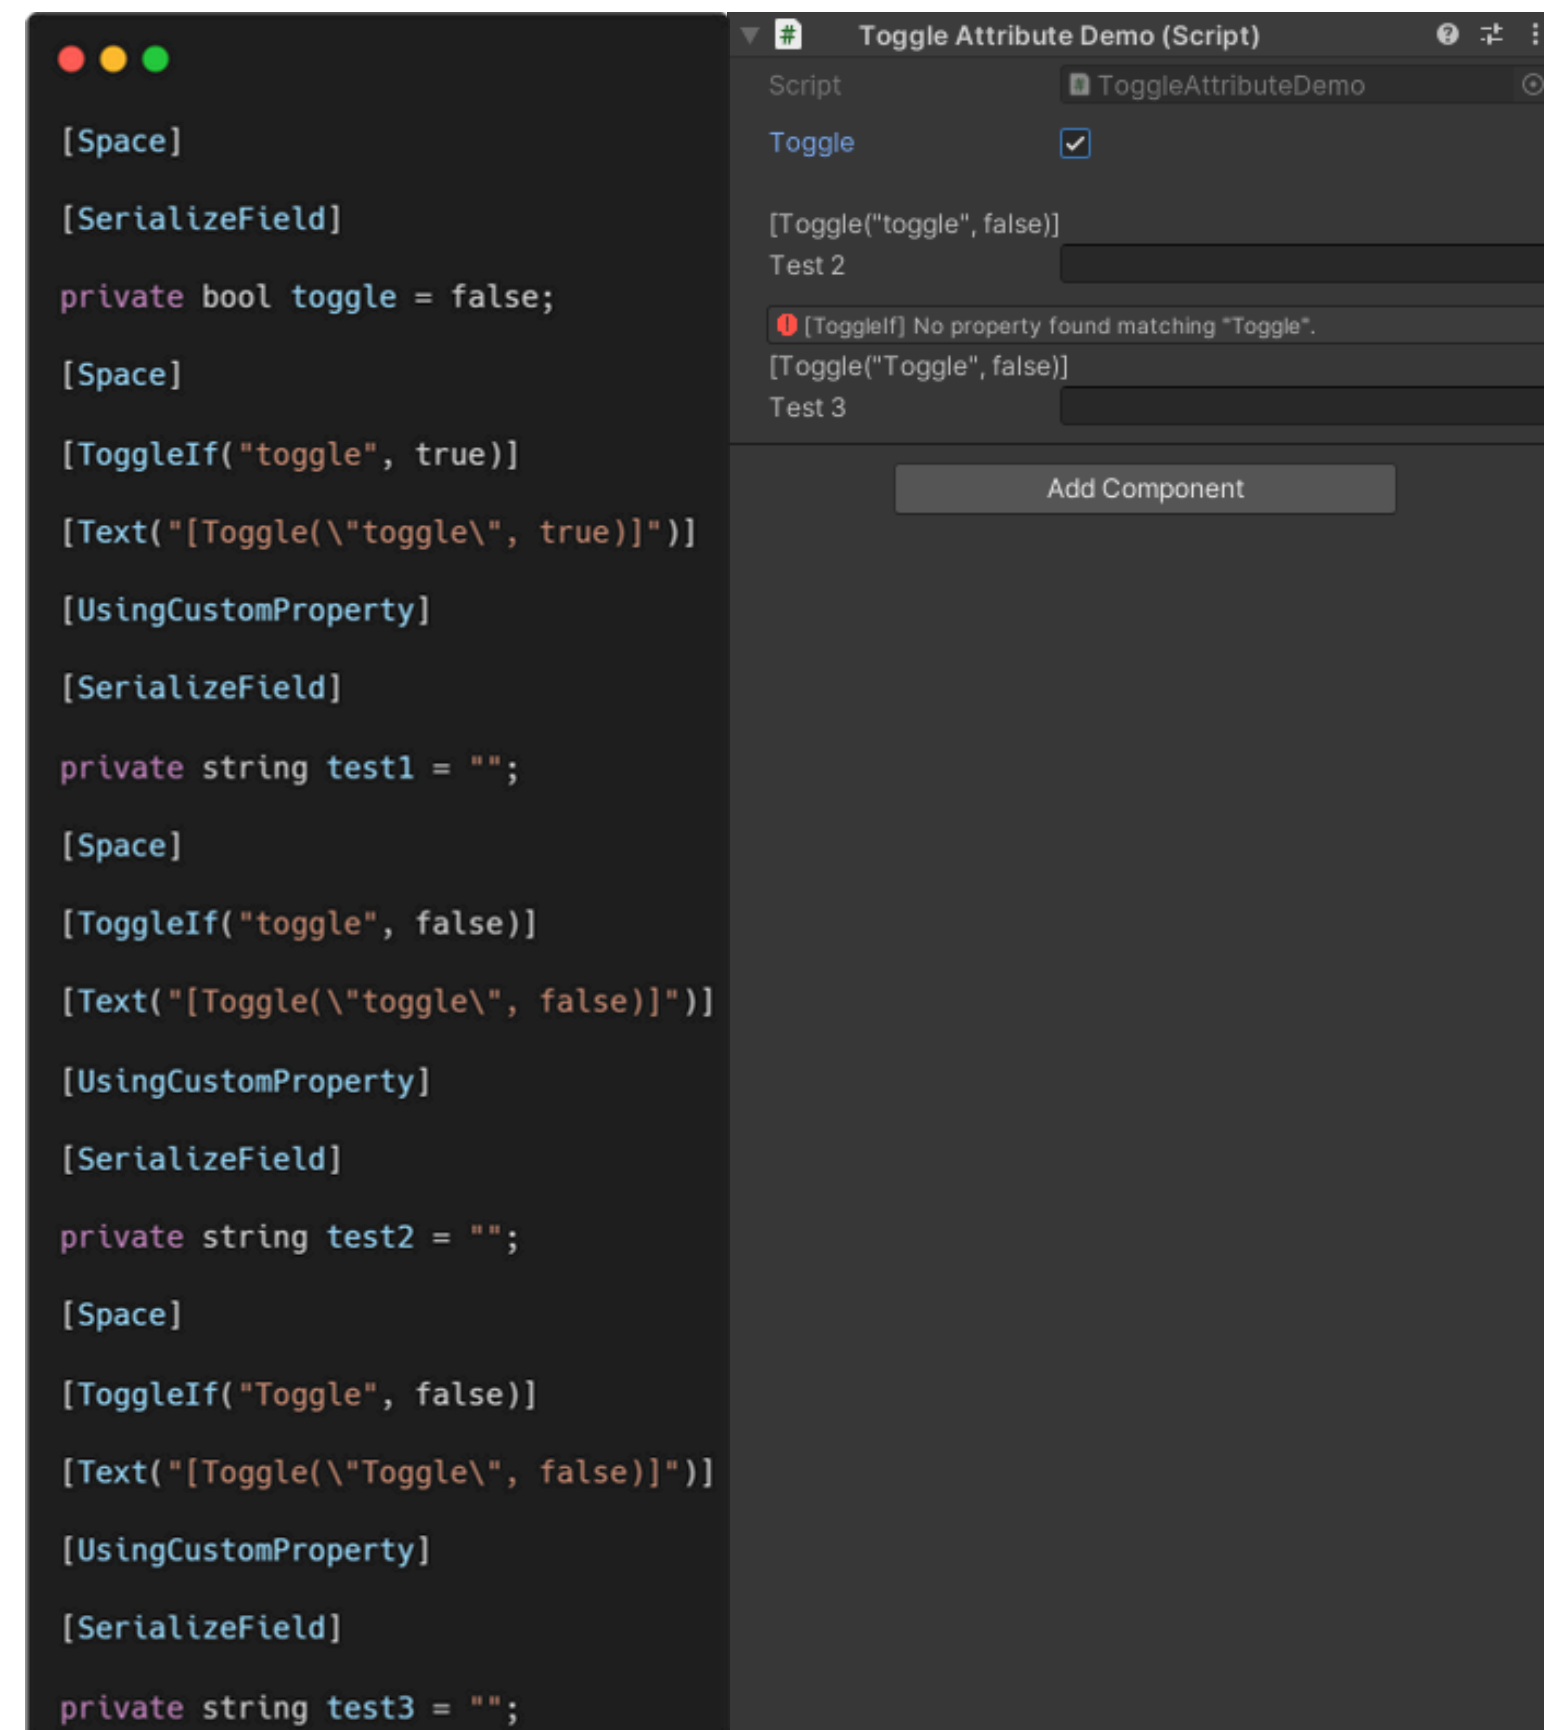 [Space]
[SerializeField]
private bool toggle = false;
[Space]
[ToggleIf("toggle", true)]
[Text("[Toggle(\"toggle\", true)]")]
[UsingCustomProperty]
[SerializeField]
private string test1 = "";
[Space]
[ToggleIf("toggle", false)]
[Text("[Toggle(\"toggle\", false)]")]
[UsingCustomProperty]
[SerializeField]
private string test2 = "";
[Space]
[ToggleIf("Toggle", false)]
[Text("[Toggle(\"Toggle\", false)]")]
[UsingCustomProperty]
[SerializeField]
private string test3 = "";
# Toggle Attribute Demo (Script)
Script # ToggleAttributeDemo
Toggle
[Toggle("toggle", false)]
Test 2
[ToggleIf] No property found matching "Toggle".
[Toggle("Toggle", false)]
Test 3
Add Component